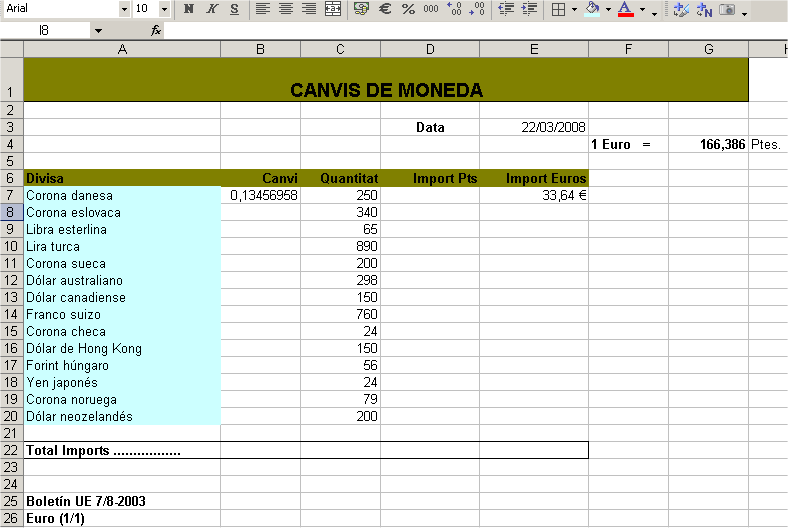 Arial 10 N K S € % 000 ,00 ,0 ,0 ,00 A N
I8 fx
A B C D E F G H
1 CANVIS DE MONEDA
2
3 Data 22/03/2008
4 1 Euro = 166,386 Ptes.
5
6 Divisa Canvi Quantitat Import Pts Import Euros
7 Corona danesa 0,13456958 250 33,64 €
8 Corona eslovaca 340
9 Libra esterlina 65
10 Lira turca 890
11 Corona sueca 200
12 Dólar australiano 298
13 Dólar canadiense 150
14 Franco suizo 760
15 Corona checa 24
16 Dólar de Hong Kong 150
17 Forint húngaro 56
18 Yen japonés 24
19 Corona noruega 79
20 Dólar neozelandés 200
21
22 Total Imports .................
23
24
25 Boletín UE 7/8-2003
26 Euro (1/1)